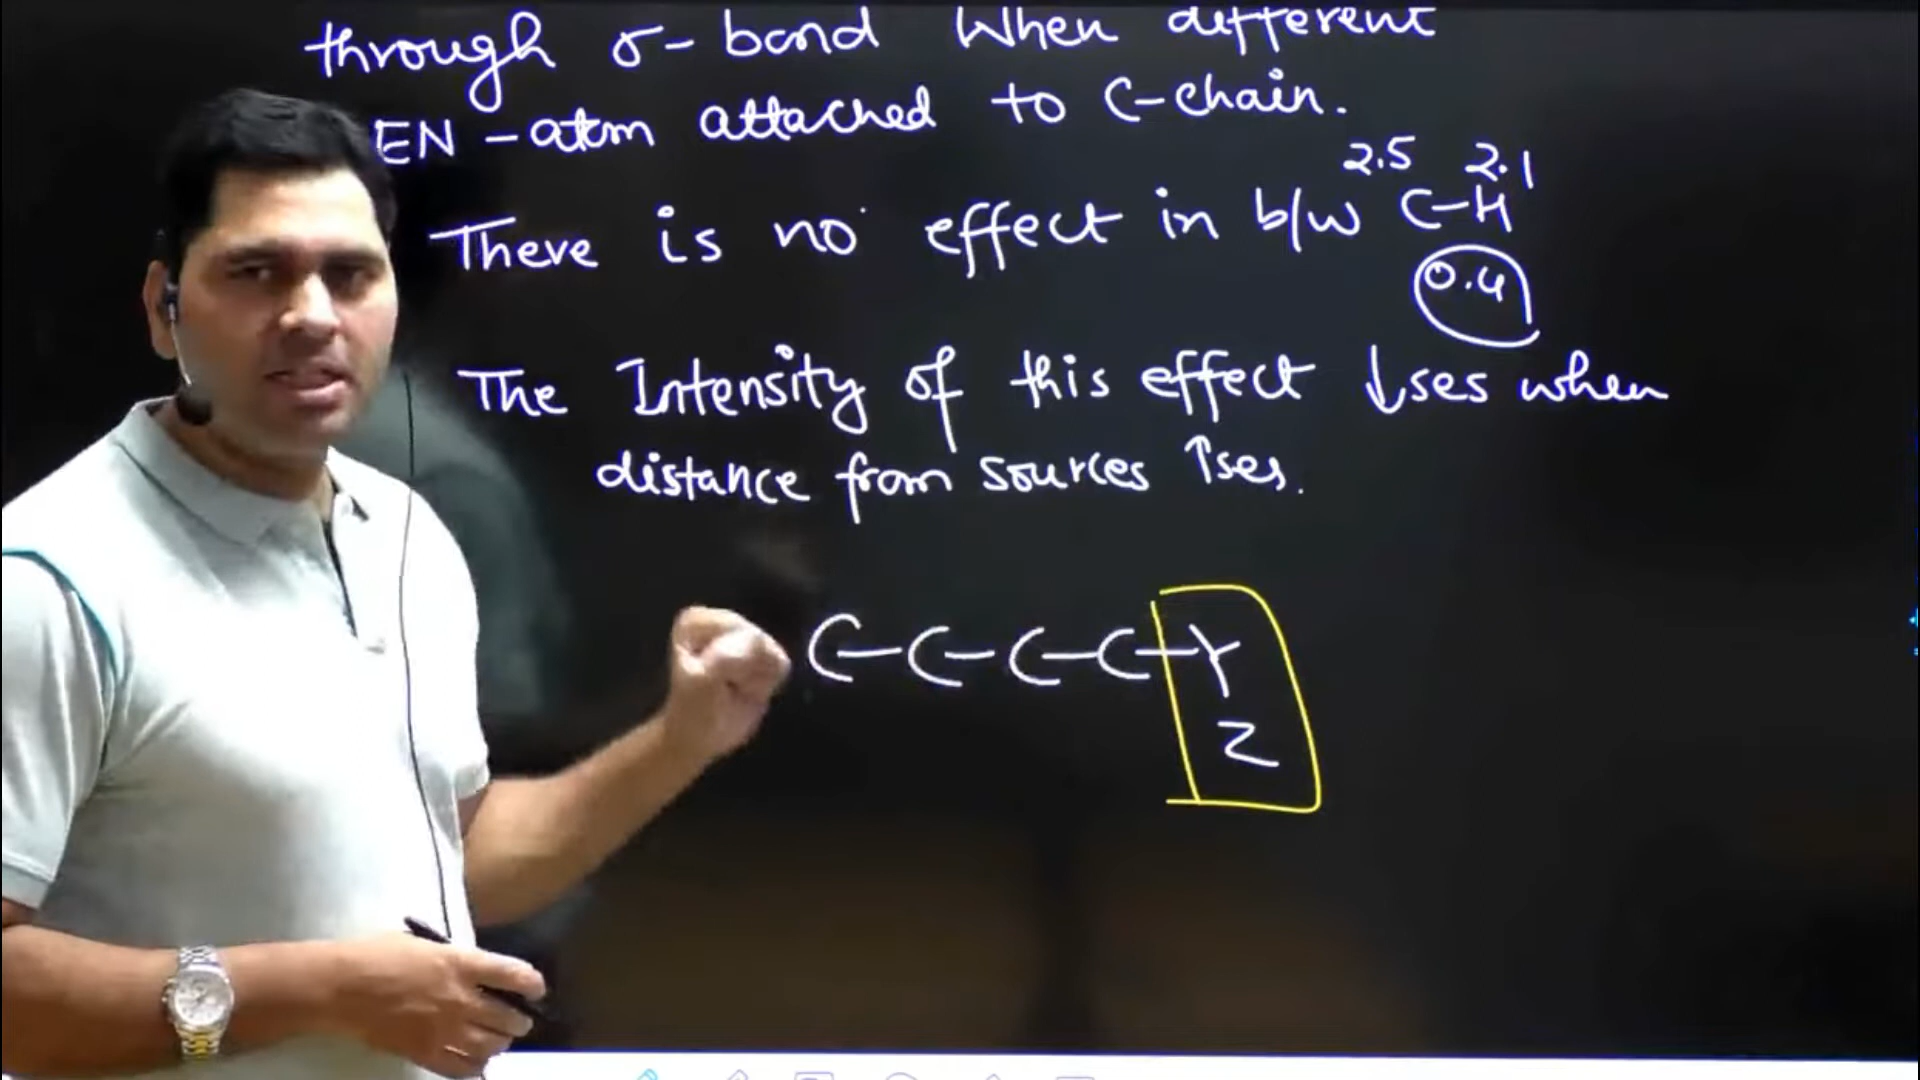 through σ- bond When different
EN - atom attached to C-chain.
2.5 2.1
There is no effect in b/w C-H
0.4
The Intensity of this effect ↓ses when
distance from sources ↑ses.
C-C-C-C-Y
Z